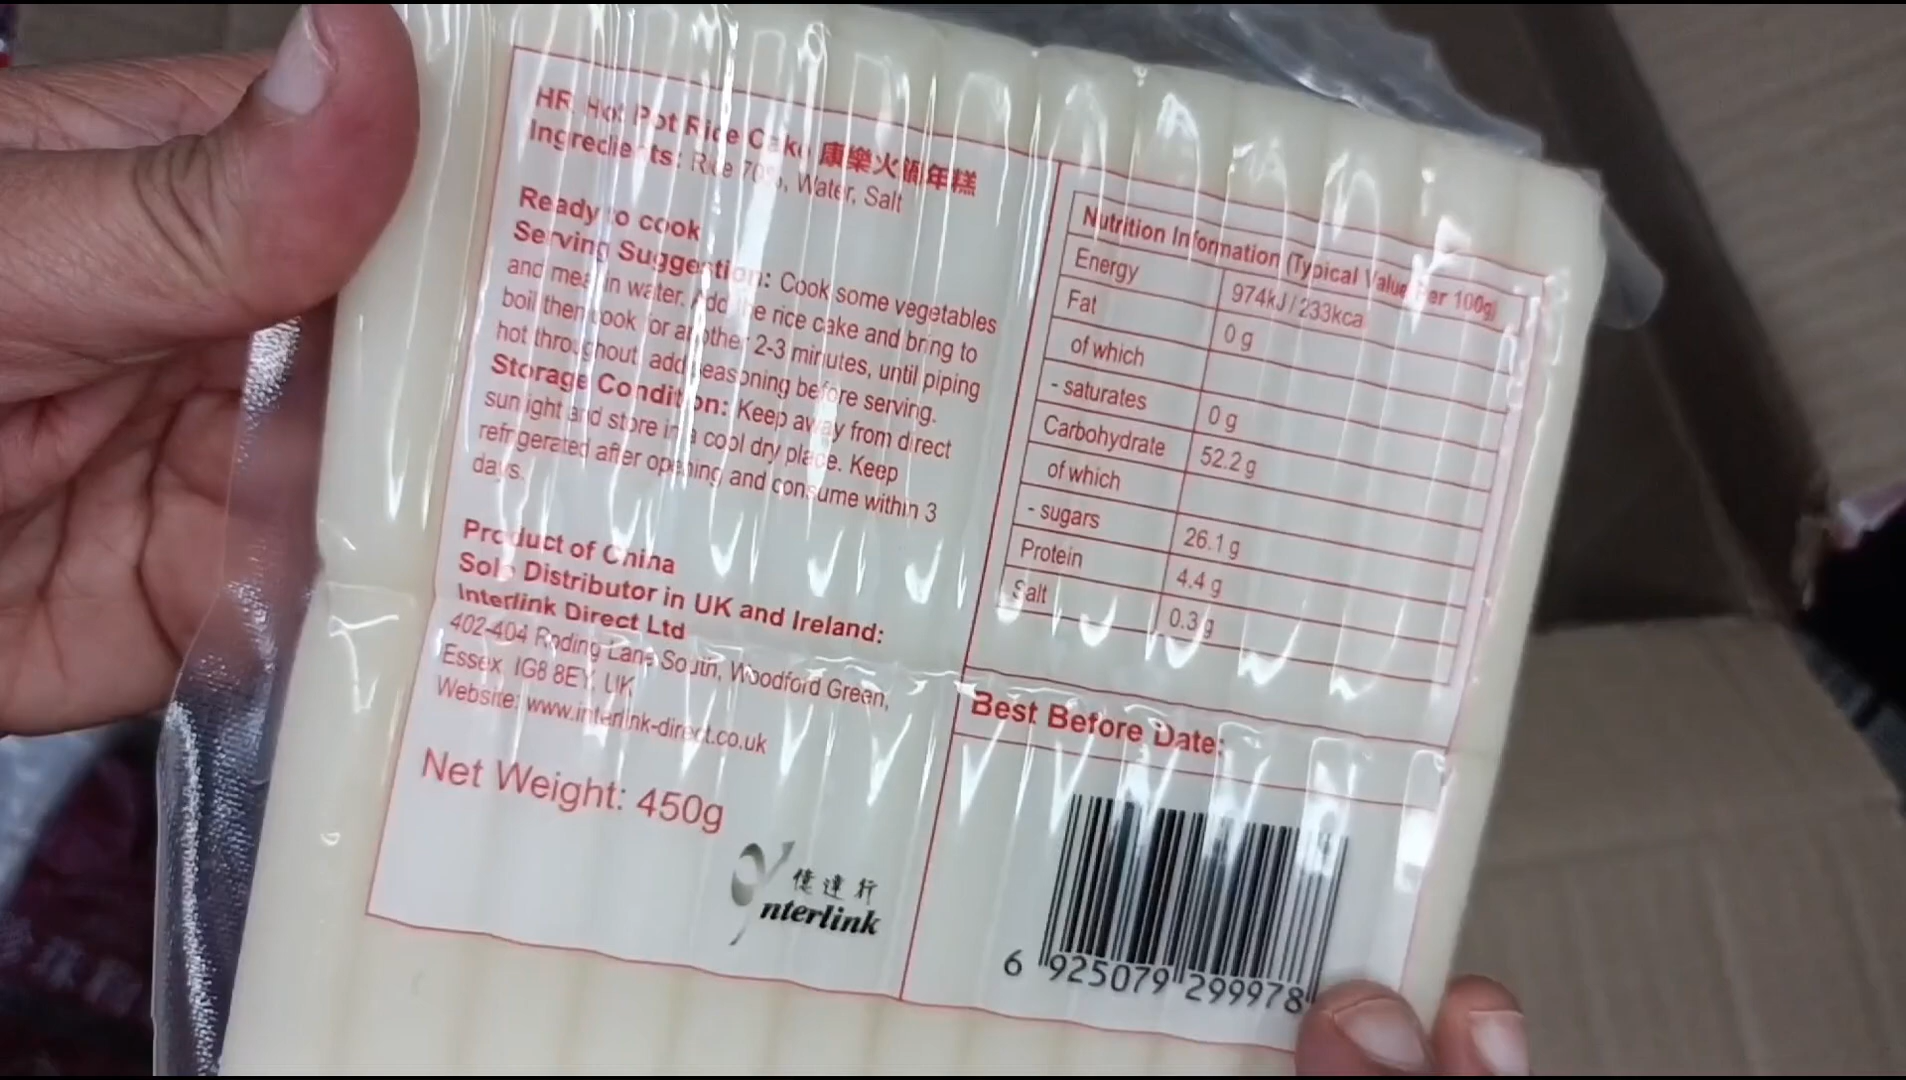 HR Hot Pot Rice Cake 康樂火鍋年糕
Ingredients: Rice 70%, Water, Salt
Ready to cook
Serving Suggestion: Cook some vegetables
and meat in water. Add the rice cake and bring to
boil then cook for another 2-3 minutes, until piping
hot throughout, add seasoning before serving.
Storage Condition: Keep away from direct
sunlight and store in a cool dry place. Keep
refrigerated after opening and consume within 3
days.
Product of China
Sole Distributor in UK and Ireland:
Interlink Direct Ltd
402-404 Roding Lane South, Woodford Green,
Essex, IG8 8EY, UK
Website: www.interlink-direct.co.uk
Net Weight: 450g
億達行
Interlink
Nutrition Information (Typical Value Per 100g)
Energy 974kJ/233kcal
Fat 0 g
of which
- saturates 0 g
Carbohydrate 52.2 g
of which
- sugars 26.1 g
Protein 4.4 g
Salt 0.3 g
Best Before Date:
6 925079 299978